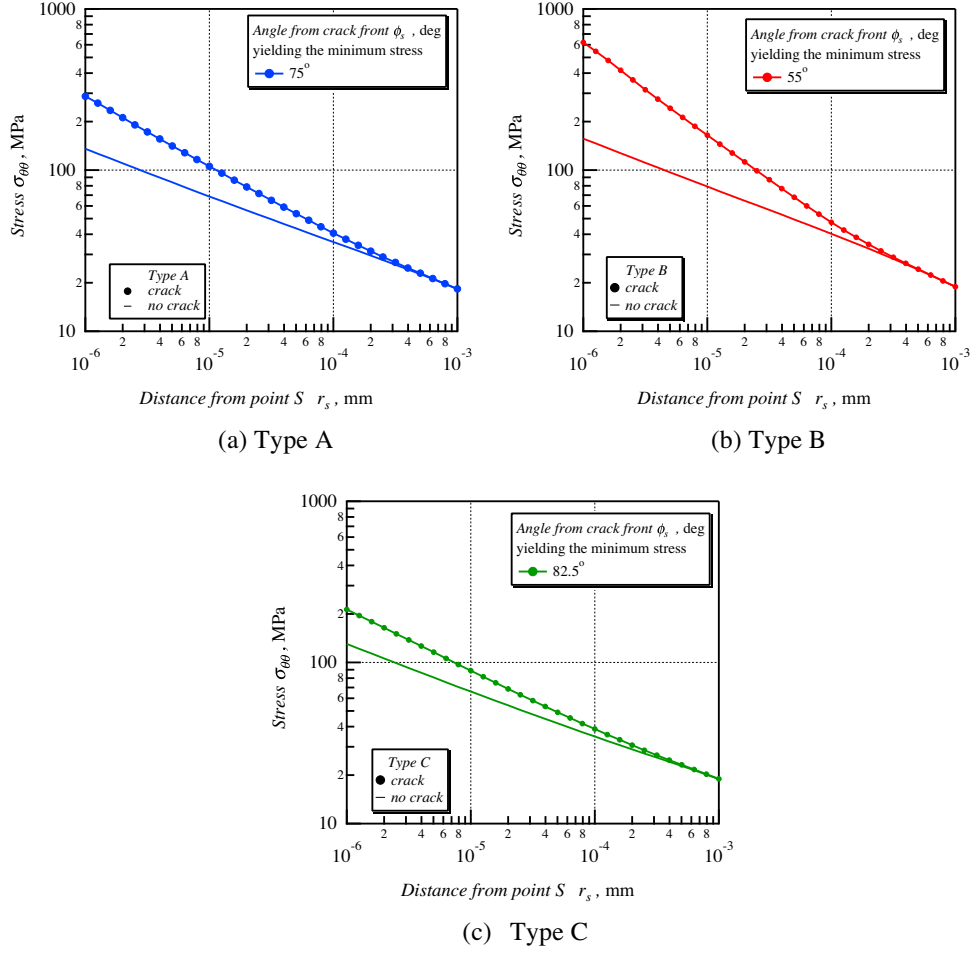 1000
8
6
4
2
100
8
6
4
2
10
Stress σθθ, MPa
Angle from crack front ϕs , deg
yielding the minimum stress
75°
Type A
crack
no crack
10-6 2 4 6 8 10-5 2 4 6 8 10-4 2 4 6 8 10-3
Distance from point S rs , mm
(a) Type A
1000
8
6
4
2
100
8
6
4
2
10
Stress σθθ, MPa
Angle from crack front ϕs , deg
yielding the minimum stress
55°
Type B
crack
no crack
10-6 2 4 6 8 10-5 2 4 6 8 10-4 2 4 6 8 10-3
Distance from point S rs , mm
(b) Type B
1000
8
6
4
2
100
8
6
4
2
10
Stress σθθ, MPa
Angle from crack front ϕs , deg
yielding the minimum stress
82.5°
Type C
crack
no crack
10-6 2 4 6 8 10-5 2 4 6 8 10-4 2 4 6 8 10-3
Distance from point S rs , mm
(c) Type C